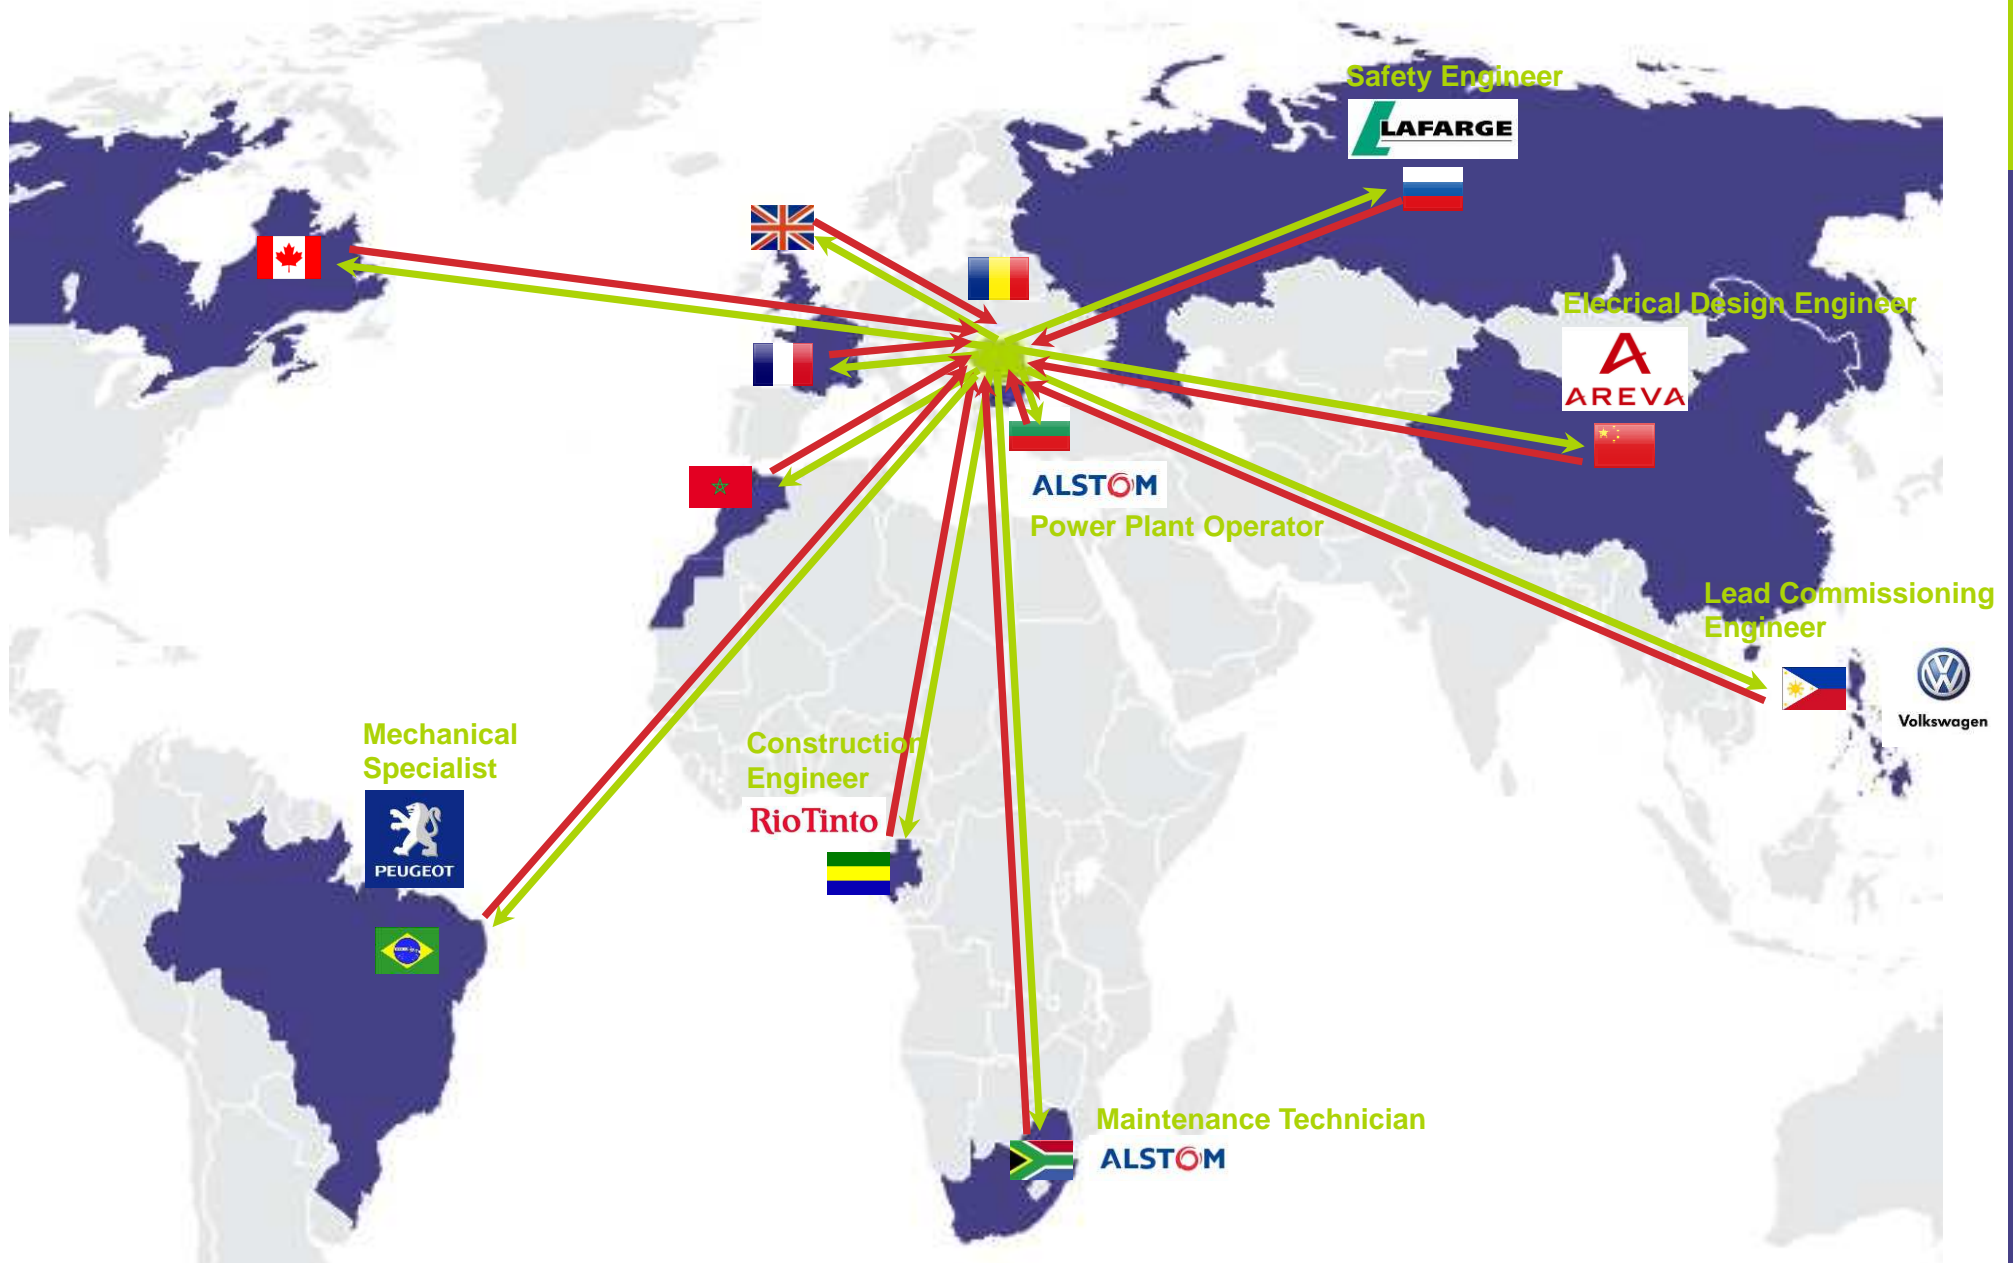 Safety Engineer
LAFARGE
Elecrical Design Engineer
AREVA
ALSTOM
Power Plant Operator
Lead Commissioning
Engineer
Volkswagen
Mechanical
Specialist
PEUGEOT
Construction
Engineer
RioTinto
Maintenance Technician
ALSTOM